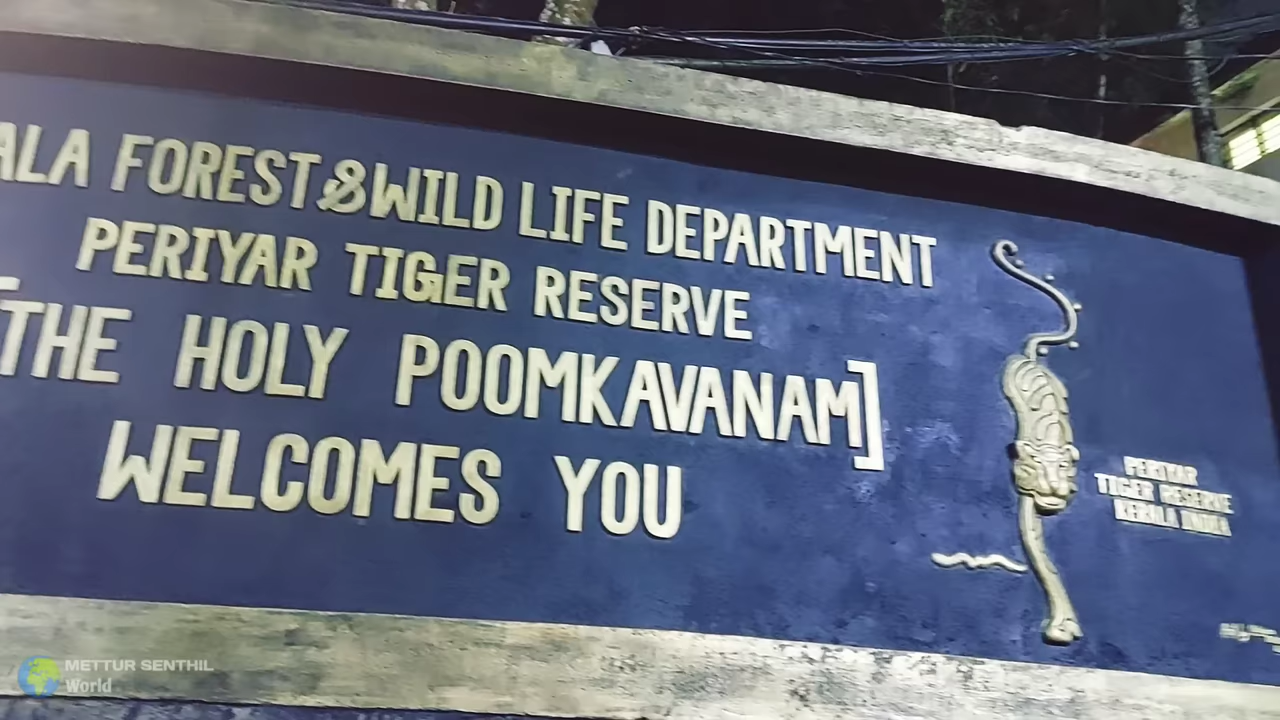 ALA FOREST & WILD LIFE DEPARTMENT
PERIYAR TIGER RESERVE
[THE HOLY POOMKAVANAM]
WELCOMES YOU
PERIYAR
TIGER RESERVE
KERALA INDIA
METTUR SENTHIL
World